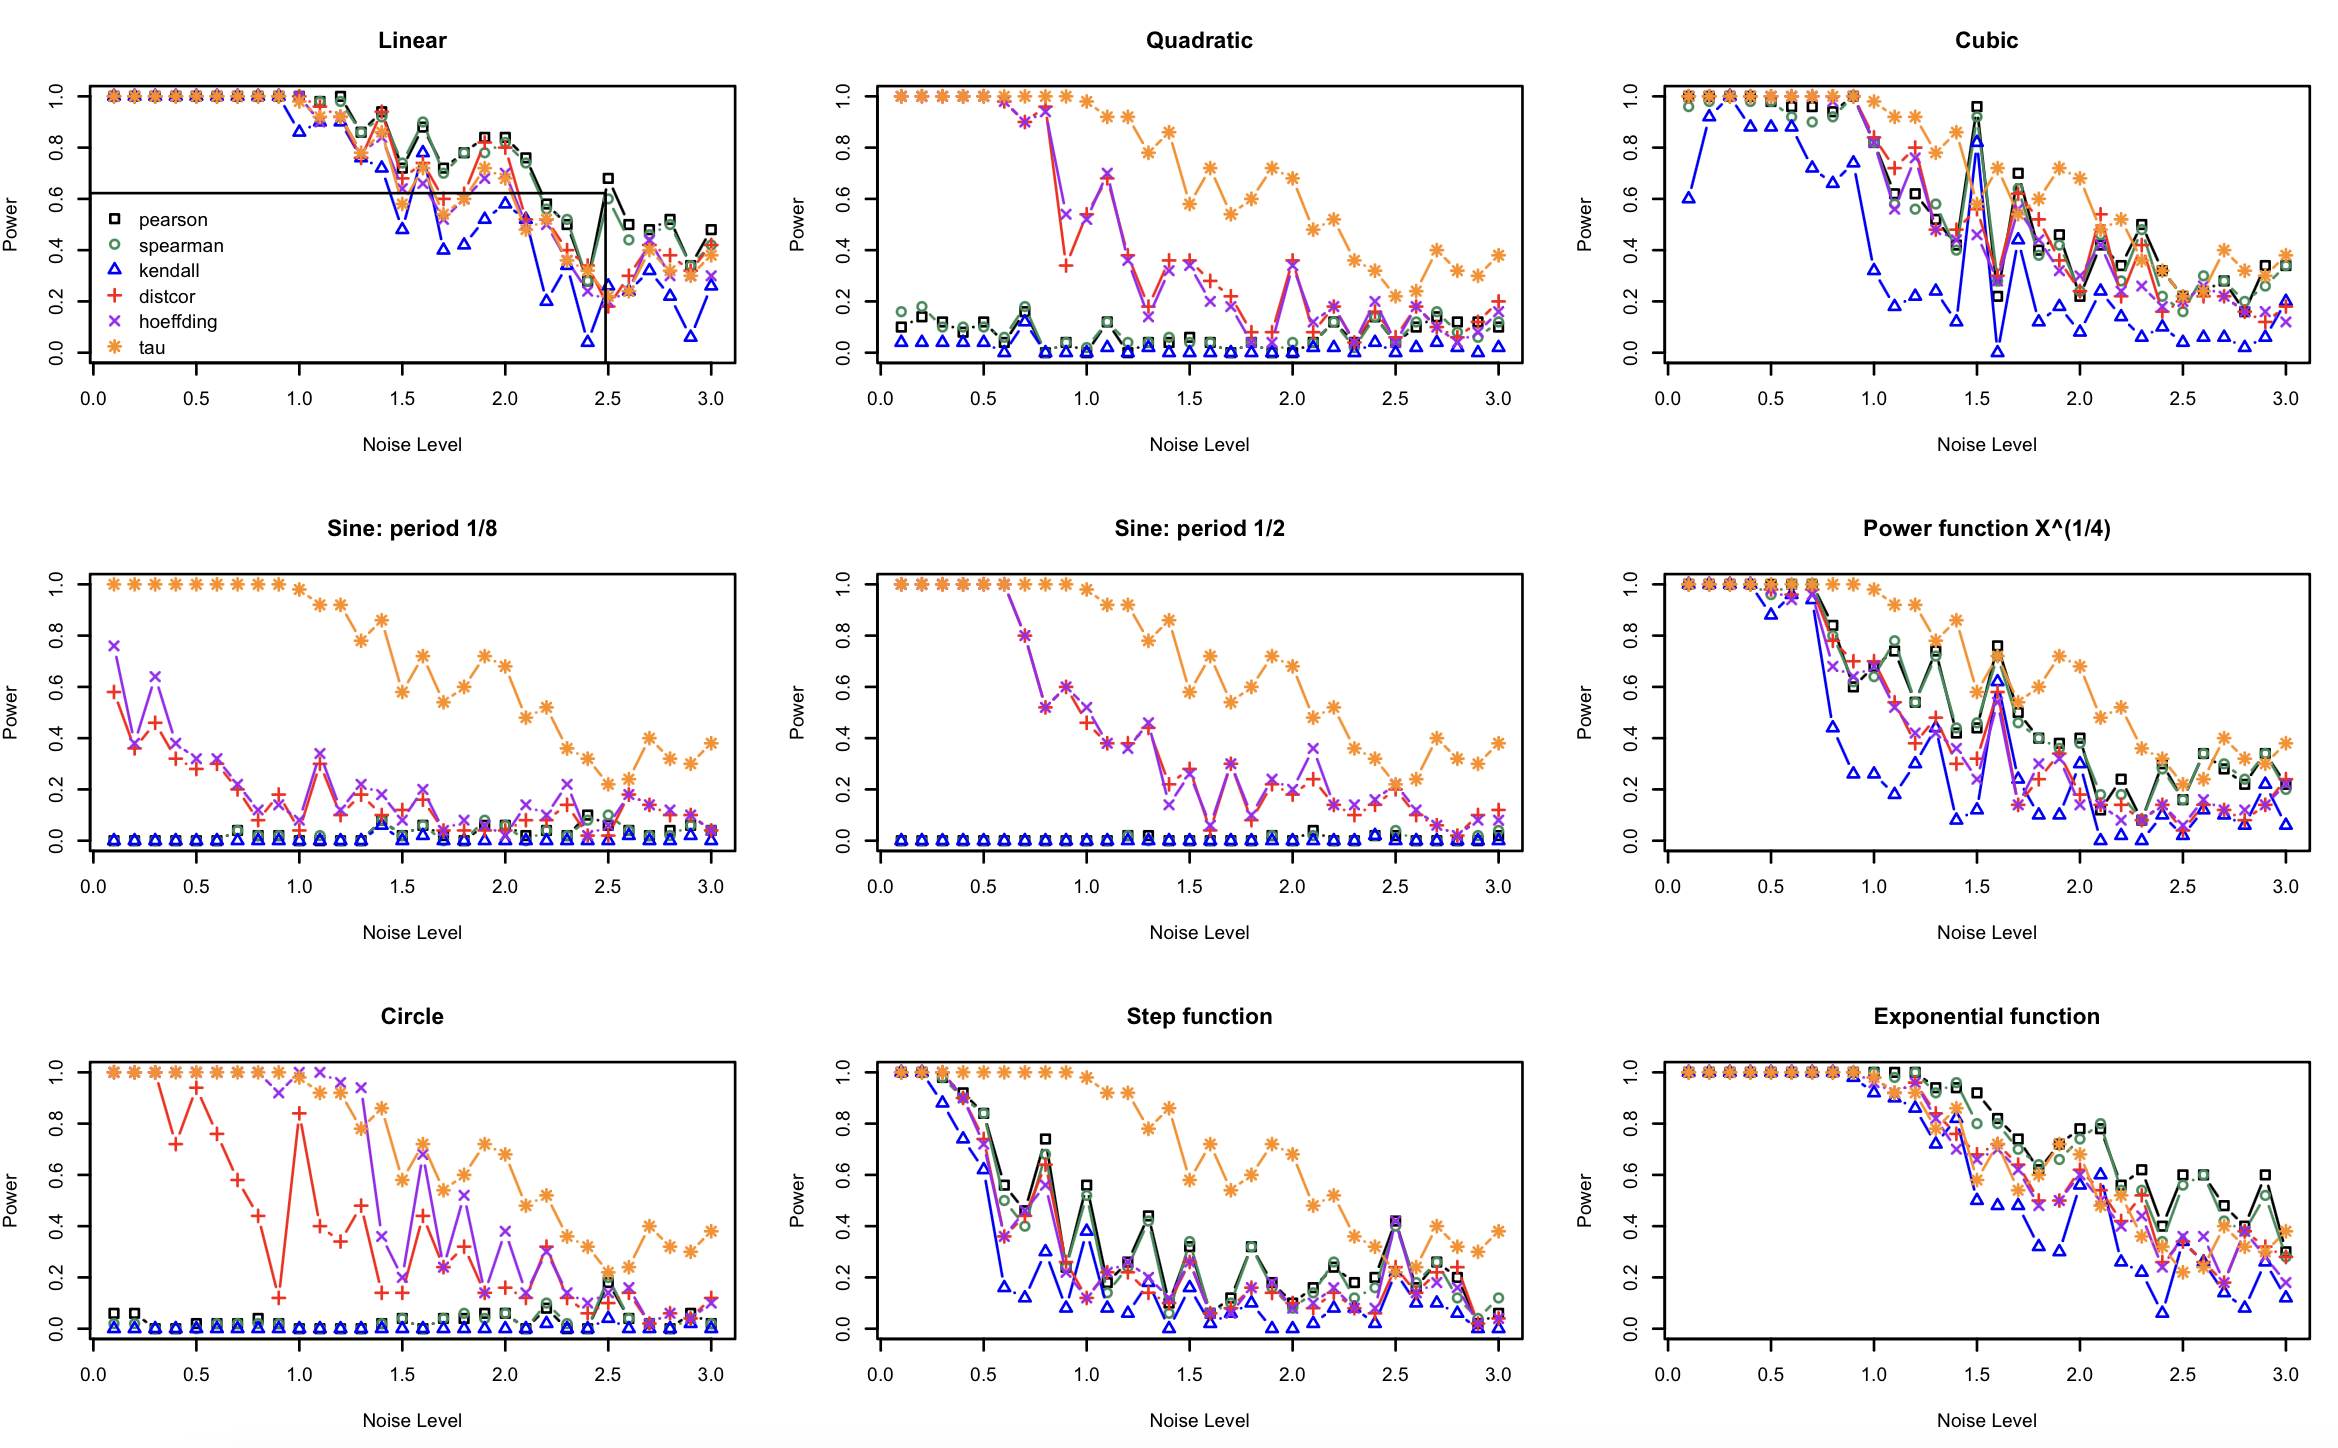 Linear
Power
1.0
0.8
0.6
0.4
0.2
0.0
pearson
spearman
kendall
distcor
hoeffding
tau
0.0 0.5 1.0 1.5 2.0 2.5 3.0
Noise Level
Quadratic
Power
1.0
0.8
0.6
0.4
0.2
0.0
0.0 0.5 1.0 1.5 2.0 2.5 3.0
Noise Level
Cubic
Power
1.0
0.8
0.6
0.4
0.2
0.0
0.0 0.5 1.0 1.5 2.0 2.5 3.0
Noise Level
Sine: period 1/8
Power
1.0
0.8
0.6
0.4
0.2
0.0
0.0 0.5 1.0 1.5 2.0 2.5 3.0
Noise Level
Sine: period 1/2
Power
1.0
0.8
0.6
0.4
0.2
0.0
0.0 0.5 1.0 1.5 2.0 2.5 3.0
Noise Level
Power function X^(1/4)
Power
1.0
0.8
0.6
0.4
0.2
0.0
0.0 0.5 1.0 1.5 2.0 2.5 3.0
Noise Level
Circle
Power
1.0
0.8
0.6
0.4
0.2
0.0
0.0 0.5 1.0 1.5 2.0 2.5 3.0
Noise Level
Step function
Power
1.0
0.8
0.6
0.4
0.2
0.0
0.0 0.5 1.0 1.5 2.0 2.5 3.0
Noise Level
Exponential function
Power
1.0
0.8
0.6
0.4
0.2
0.0
0.0 0.5 1.0 1.5 2.0 2.5 3.0
Noise Level